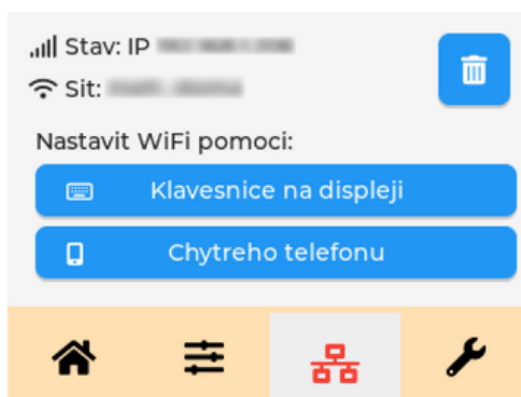 Stav: IP
Sit:
Nastavit WiFi pomoci:
Klavesnice na displeji
Chytreho telefonu